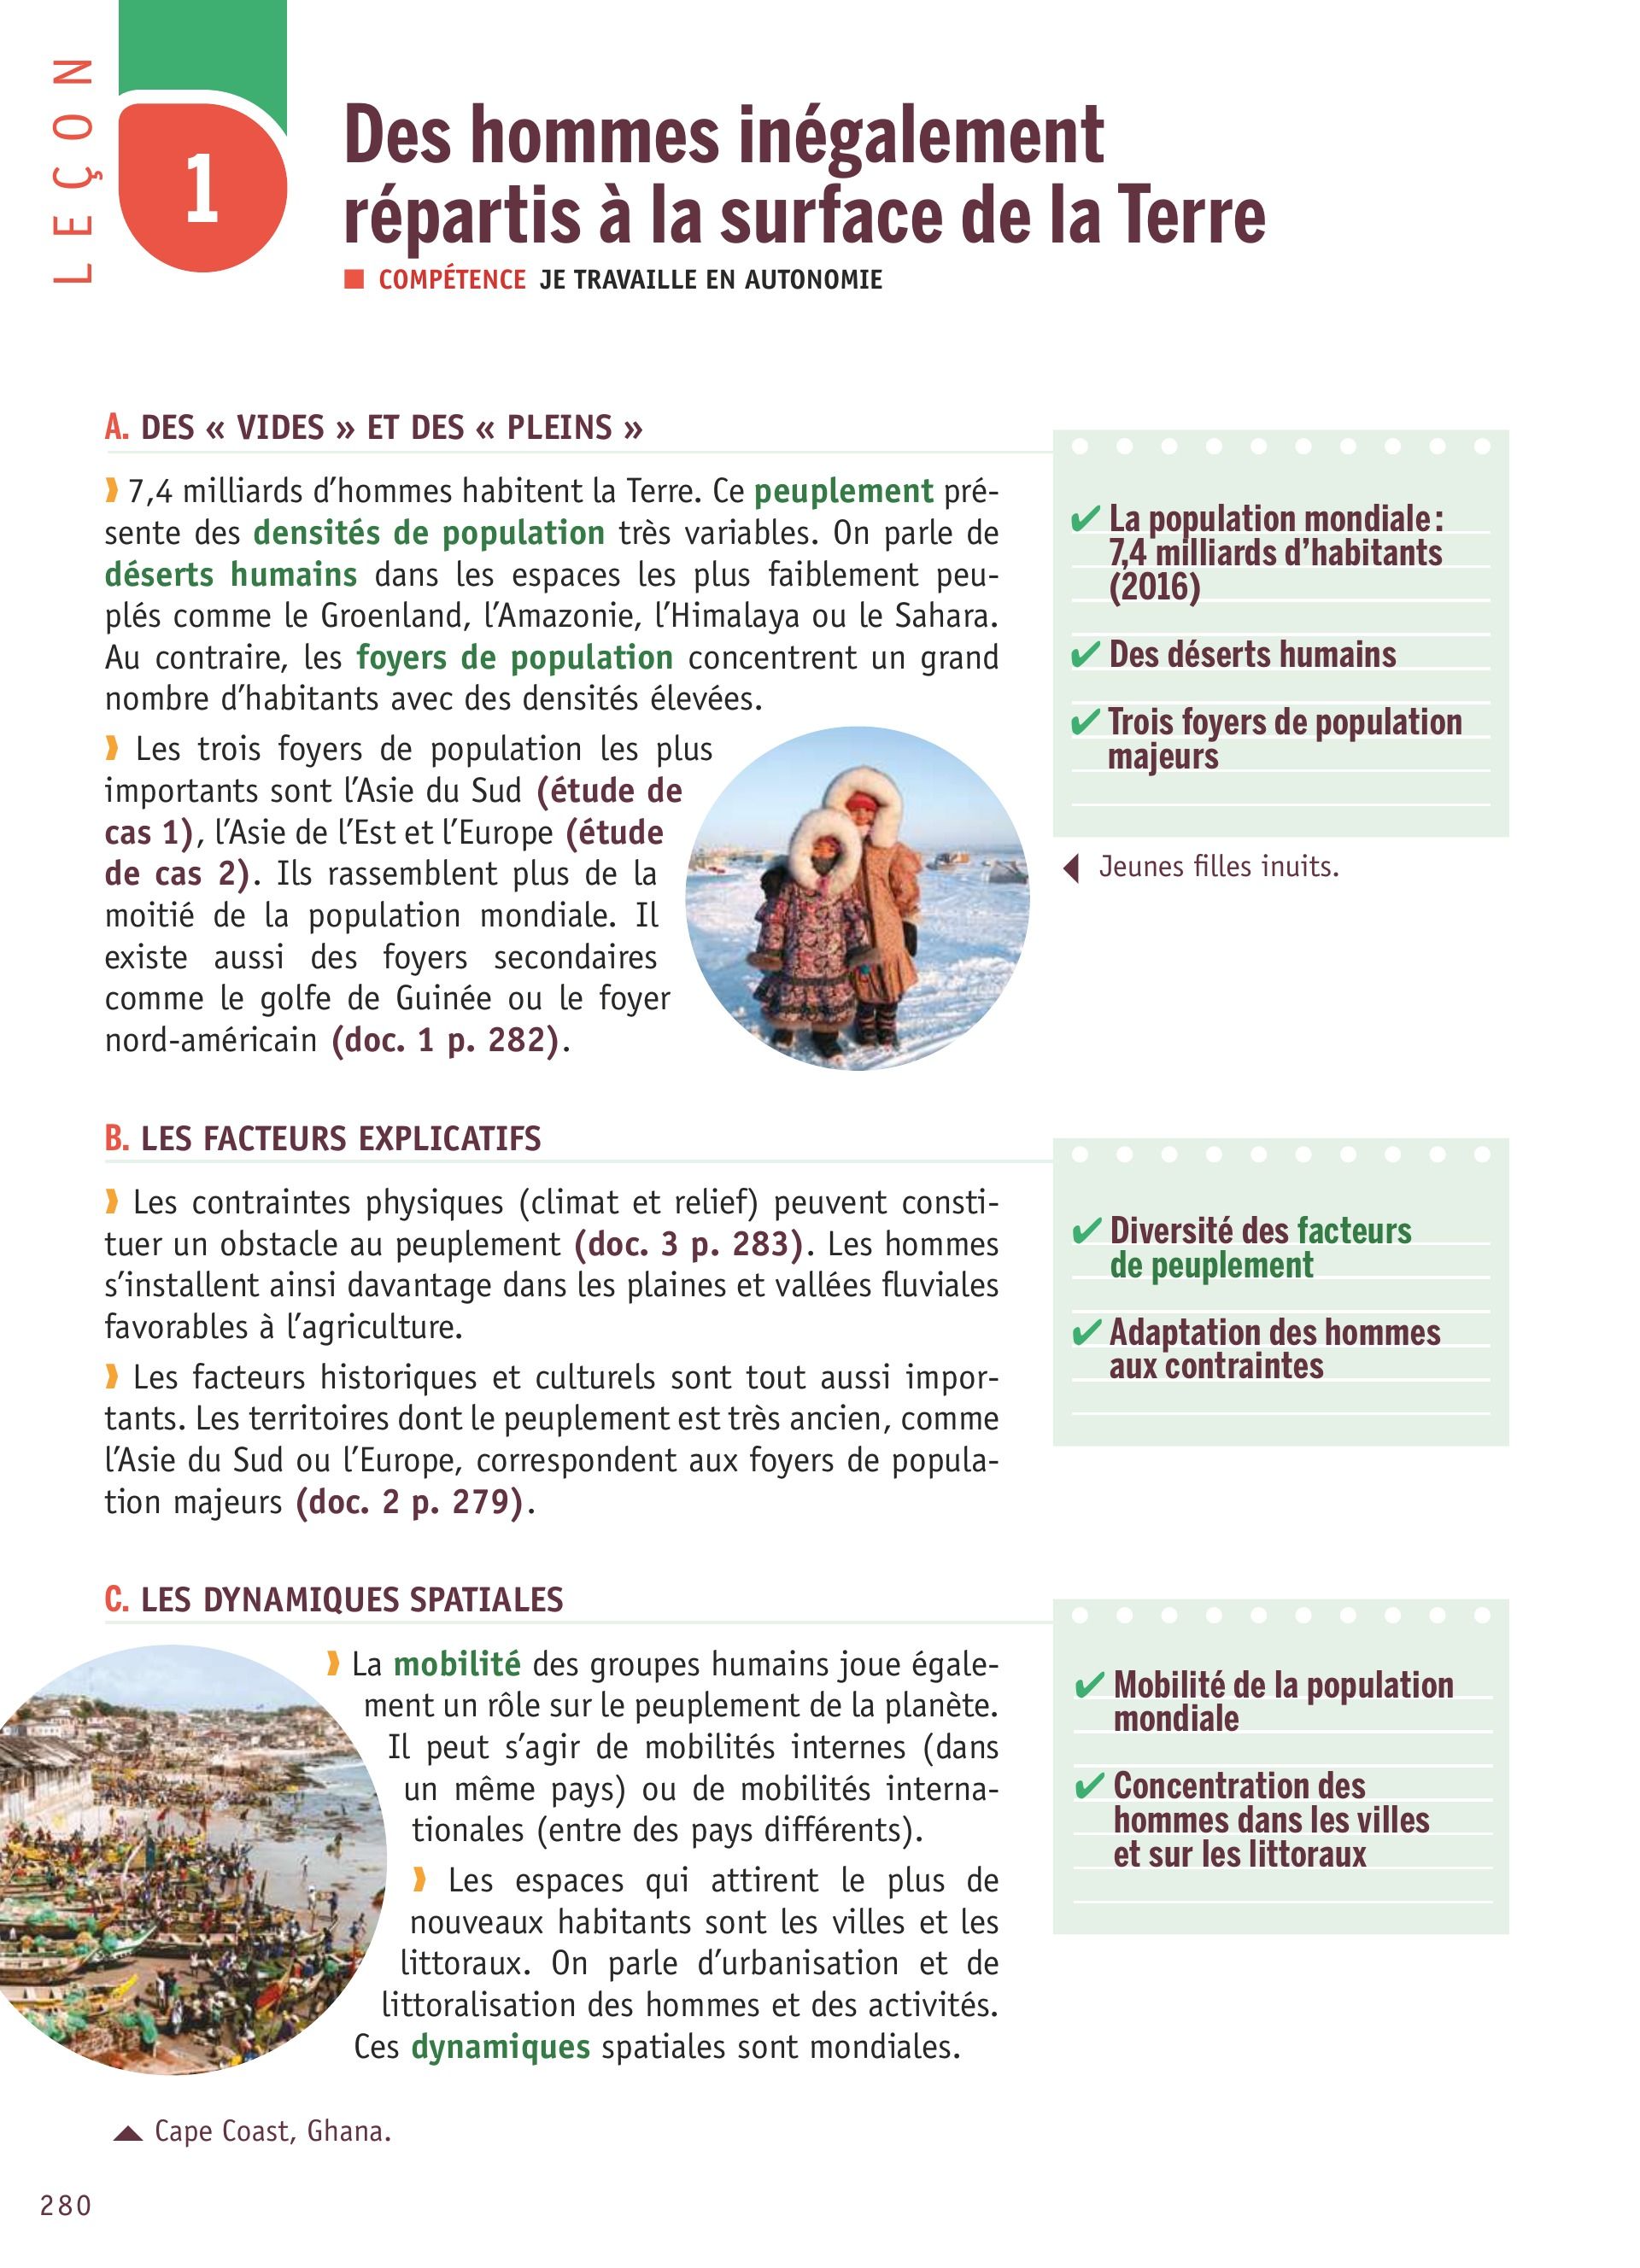 LEÇON
1
Des hommes inégalement
répartis à la surface de la Terre
COMPÉTENCE JE TRAVAILLE EN AUTONOMIE
A. DES « VIDES » ET DES « PLEINS »
7,4 milliards d’hommes habitent la Terre. Ce peuplement pré-
sente des densités de population très variables. On parle de
déserts humains dans les espaces les plus faiblement peu-
plés comme le Groenland, l’Amazonie, l’Himalaya ou le Sahara.
Au contraire, les foyers de population concentrent un grand
nombre d’habitants avec des densités élevées.
Les trois foyers de population les plus
importants sont l’Asie du Sud (étude de
cas 1), l’Asie de l’Est et l’Europe (étude
de cas 2). Ils rassemblent plus de la
moitié de la population mondiale. Il
existe aussi des foyers secondaires
comme le golfe de Guinée ou le foyer
nord-américain (doc. 1 p. 282).
✔ La population mondiale :
7,4 milliards d’habitants
(2016)
✔ Des déserts humains
✔ Trois foyers de population
majeurs
Jeunes filles inuits.
B. LES FACTEURS EXPLICATIFS
Les contraintes physiques (climat et relief) peuvent consti-
tuer un obstacle au peuplement (doc. 3 p. 283). Les hommes
s’installent ainsi davantage dans les plaines et vallées fluviales
favorables à l’agriculture.
Les facteurs historiques et culturels sont tout aussi impor-
tants. Les territoires dont le peuplement est très ancien, comme
l’Asie du Sud ou l’Europe, correspondent aux foyers de popula-
tion majeurs (doc. 2 p. 279).
✔ Diversité des facteurs
de peuplement
✔ Adaptation des hommes
aux contraintes
C. LES DYNAMIQUES SPATIALES
La mobilité des groupes humains joue égale-
ment un rôle sur le peuplement de la planète.
Il peut s’agir de mobilités internes (dans
un même pays) ou de mobilités interna-
tionales (entre des pays différents).
Les espaces qui attirent le plus de
nouveaux habitants sont les villes et les
littoraux. On parle d’urbanisation et de
littoralisation des hommes et des activités.
Ces dynamiques spatiales sont mondiales.
✔ Mobilité de la population
mondiale
✔ Concentration des
hommes dans les villes
et sur les littoraux
Cape Coast, Ghana.
280